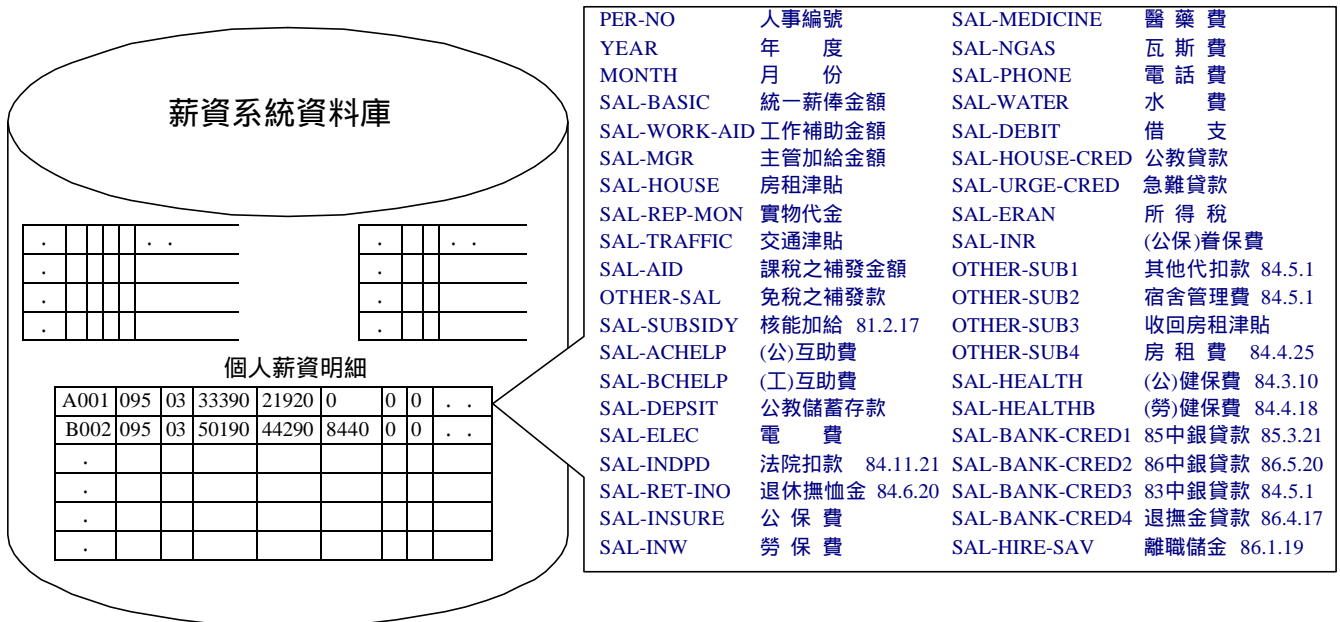 薪資系統資料庫
. . .
.
.
.
. . .
.
.
.
個人薪資明細
A001 095 03 33390 21920 0 0 0 . .
B002 095 03 50190 44290 8440 0 0 . .
.
.
.
.
PER-NO 人事編號 SAL-MEDICINE 醫 藥 費
YEAR 年 度 SAL-NGAS 瓦 斯 費
MONTH 月 份 SAL-PHONE 電 話 費
SAL-BASIC 統一薪俸金額 SAL-WATER 水 費
SAL-WORK-AID 工作補助金額 SAL-DEBIT 借 支
SAL-MGR 主管加給金額 SAL-HOUSE-CRED 公教貸款
SAL-HOUSE 房租津貼 SAL-URGE-CRED 急難貸款
SAL-REP-MON 實物代金 SAL-ERAN 所 得 稅
SAL-TRAFFIC 交通津貼 SAL-INR (公保)眷保費
SAL-AID 課稅之補發金額 OTHER-SUB1 其他代扣款 84.5.1
OTHER-SAL 免稅之補發款 OTHER-SUB2 宿舍管理費 84.5.1
SAL-SUBSIDY 核能加給 81.2.17 OTHER-SUB3 收回房租津貼
SAL-ACHELP (公)互助費 OTHER-SUB4 房 租 費 84.4.25
SAL-BCHELP (工)互助費 SAL-HEALTH (公)健保費 84.3.10
SAL-DEPSIT 公教儲蓄存款 SAL-HEALTHB (勞)健保費 84.4.18
SAL-ELEC 電 費 SAL-BANK-CRED1 85中銀貸款 85.3.21
SAL-INDPD 法院扣款 84.11.21 SAL-BANK-CRED2 86中銀貸款 86.5.20
SAL-RET-INO 退休撫恤金 84.6.20 SAL-BANK-CRED3 83中銀貸款 84.5.1
SAL-INSURE 公 保 費 SAL-BANK-CRED4 退撫金貸款 86.4.17
SAL-INW 勞 保 費 SAL-HIRE-SAV 離職儲金 86.1.19